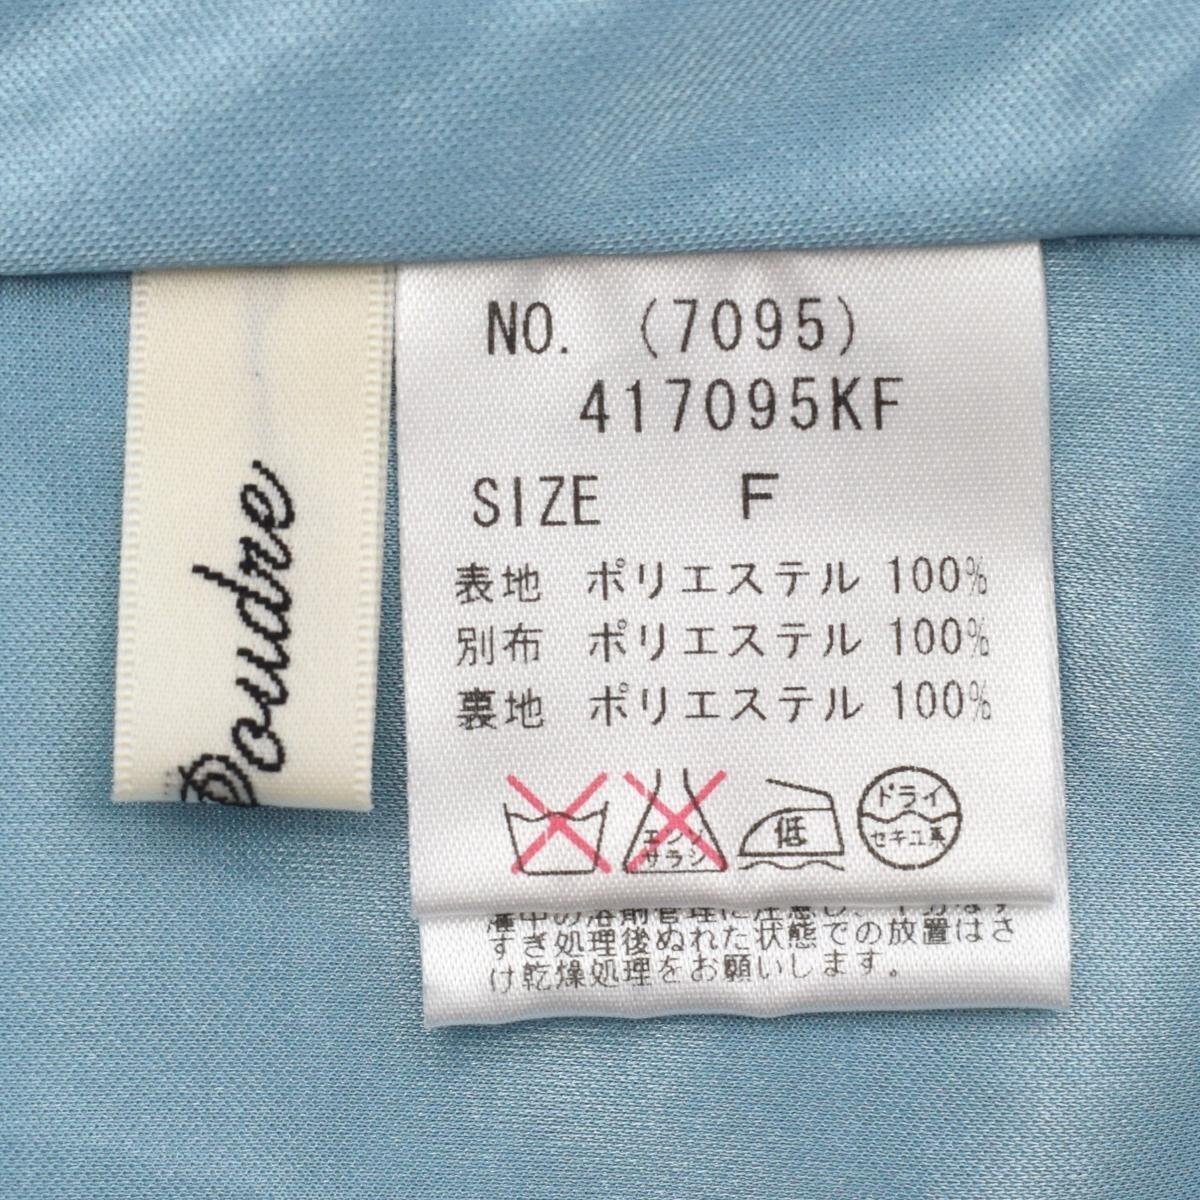 Poudre
NO. (7095)
417095KF
SIZE F
表地 ポリエステル 100%
別布 ポリエステル 100%
裏地 ポリエステル 100%
エンソ
サラシ
低
ドライ
セキユ系
すぎ処理後ぬれた状態での放置はさ
け乾燥処理をお願いします。